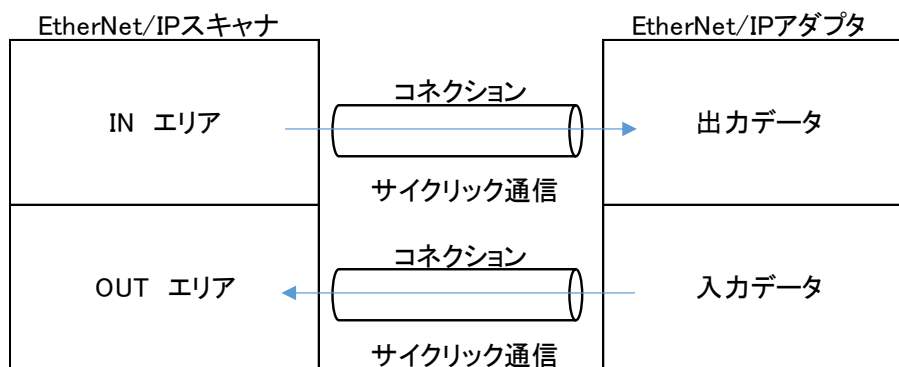 EtherNet/IPスキャナ
EtherNet/IPアダプタ
IN エリア
コネクション
出力データ
サイクリック通信
OUT エリア
コネクション
入力データ
サイクリック通信